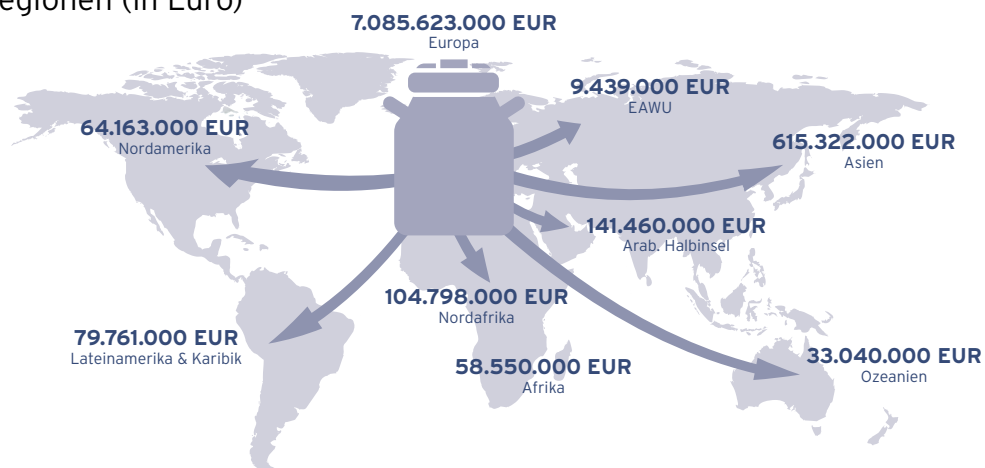 egionen (in Euro)
7.085.623.000 EUR
Europa
9.439.000 EUR
EAWU
64.163.000 EUR
Nordamerika
615.322.000 EUR
Asien
141.460.000 EUR
Arab. Halbinsel
104.798.000 EUR
Nordafrika
79.761.000 EUR
Lateinamerika & Karibik
58.550.000 EUR
Afrika
33.040.000 EUR
Ozeanien